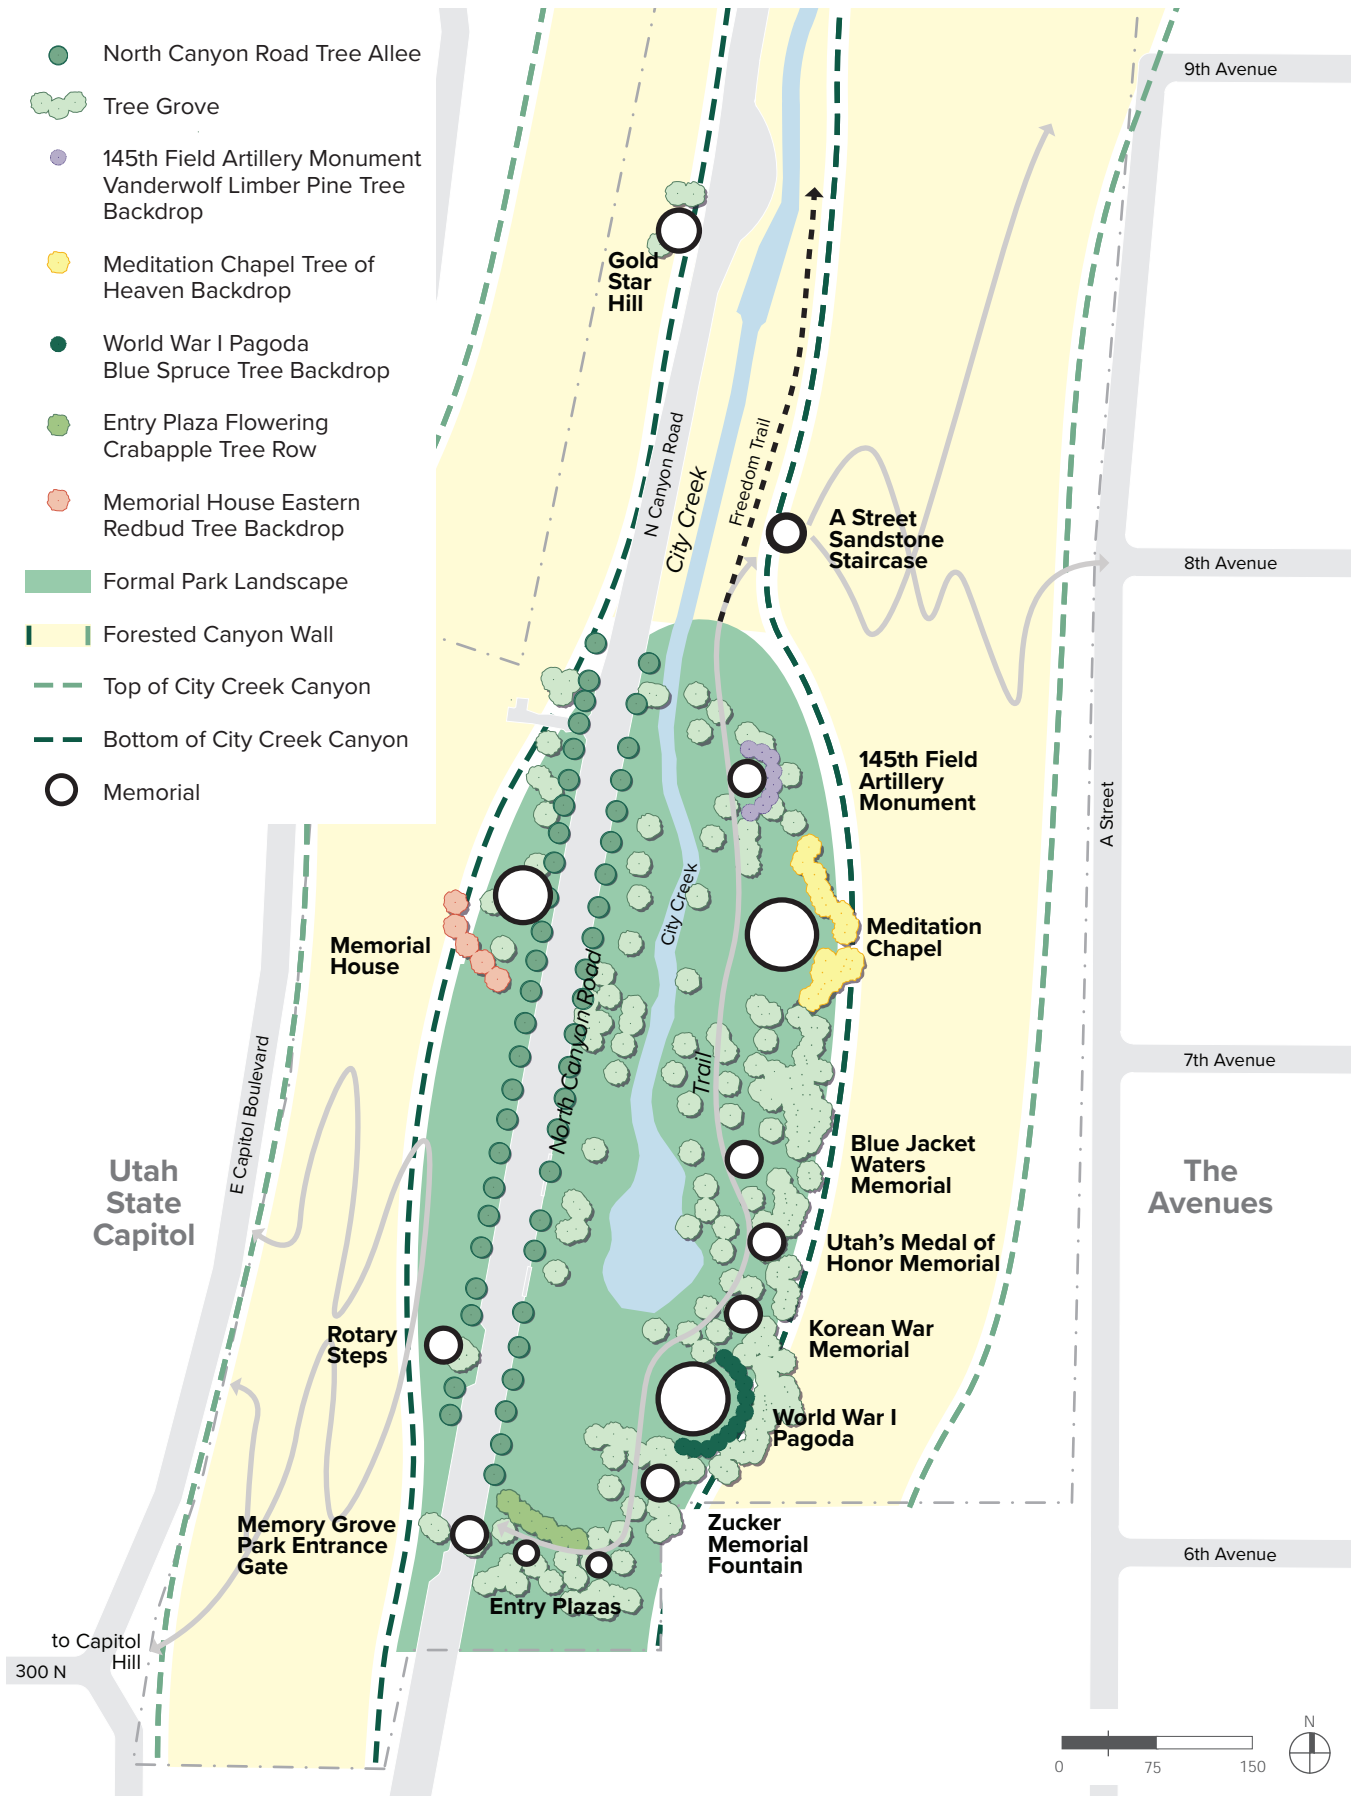 North Canyon Road Tree Allee
Tree Grove
145th Field Artillery Monument
Vanderwolf Limber Pine Tree
Backdrop
Meditation Chapel Tree of
Heaven Backdrop
World War I Pagoda
Blue Spruce Tree Backdrop
Entry Plaza Flowering
Crabapple Tree Row
Memorial House Eastern
Redbud Tree Backdrop
Formal Park Landscape
Forested Canyon Wall
Top of City Creek Canyon
Bottom of City Creek Canyon
Memorial
9th Avenue
Gold
Star
Hill
N Canyon Road
City Creek
Freedom Trail
A Street
Sandstone
Staircase
8th Avenue
145th Field
Artillery
Monument
A Street
Memorial
House
City Creek
Meditation
Chapel
North Canyon Road
Trail
7th Avenue
E Capitol Boulevard
Utah
State
Capitol
Blue Jacket
Waters
Memorial
The
Avenues
Utah's Medal of
Honor Memorial
Rotary
Steps
Korean War
Memorial
World War I
Pagoda
Memory Grove
Park Entrance
Gate
Zucker
Memorial
Fountain
6th Avenue
Entry Plazas
to Capitol
Hill
300 N
N
0 75 150